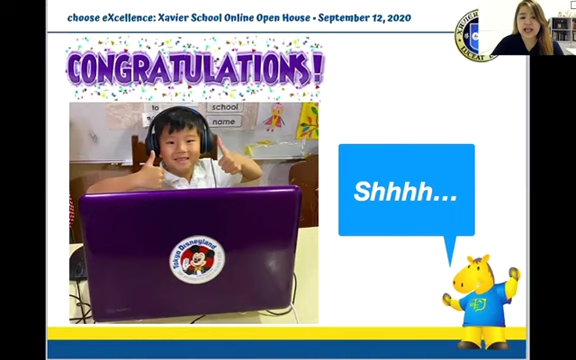 choose eXcellence: Xavier School Online Open House • September 12, 2020
CONGRATULATIONS!
to school
name
Tokyo Disneyland
Shhhh...